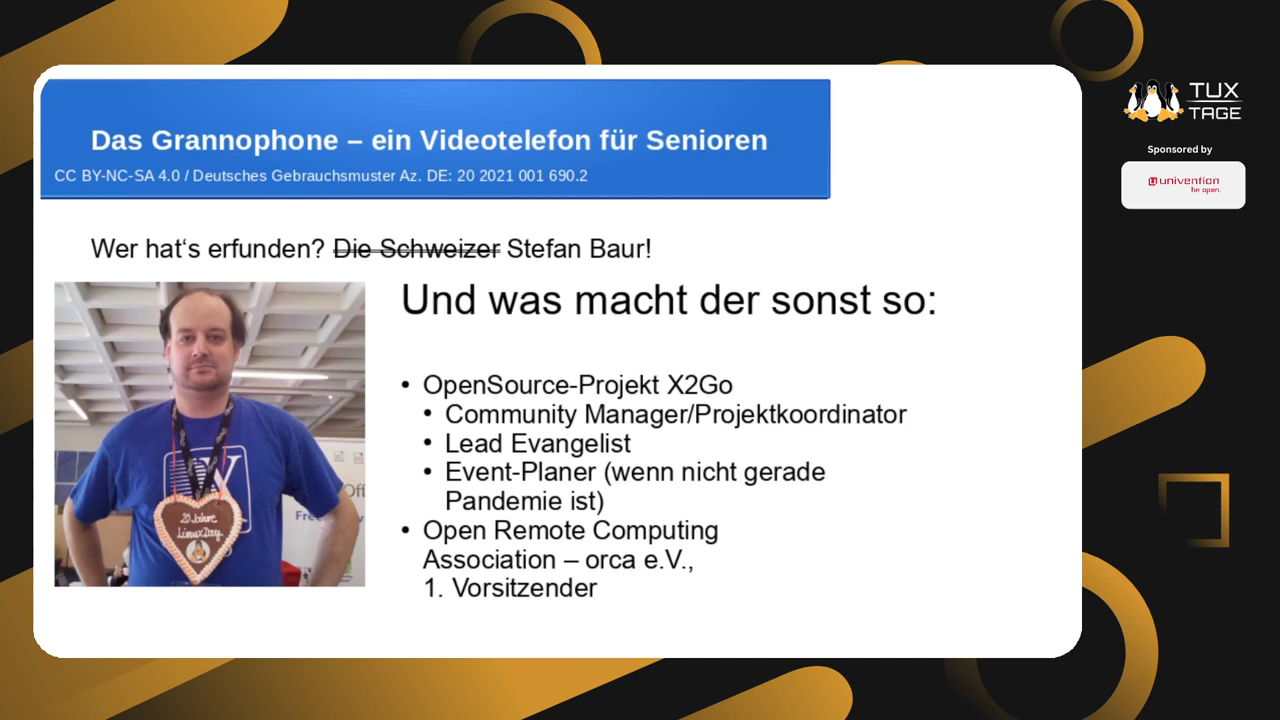 Das Grannophone – ein Videotelefon für Senioren
CC BY-NC-SA 4.0 / Deutsches Gebrauchsmuster Az. DE: 20 2021 001 690.2
Wer hat‘s erfunden? Die Schweizer Stefan Baur!
Und was macht der sonst so:
• OpenSource-Projekt X2Go
• Community Manager/Projektkoordinator
• Lead Evangelist
• Event-Planer (wenn nicht gerade
Pandemie ist)
• Open Remote Computing
Association – orca e.V.,
1. Vorsitzender
20 Jahre
LinuxDay
TUX
TAGE
Sponsored by
univention
be open.